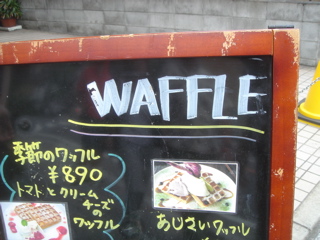 WAFFLE
季節のワッフル
¥890
トマトとクリーム
チーズの
ワッフル
あじさいワッフル